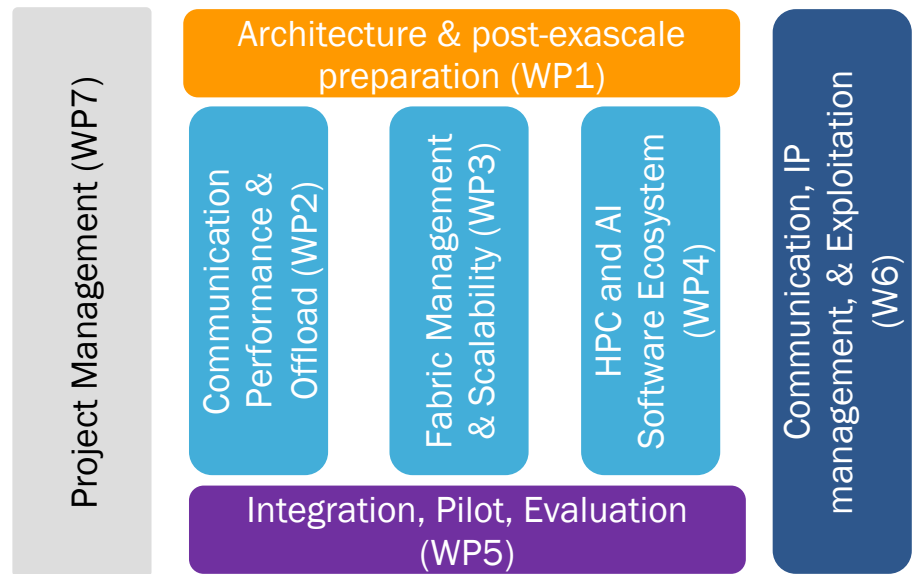 Project Management (WP7)
Architecture & post-exascale
preparation (WP1)
Communication
Performance &
Offload (WP2)
Fabric Management
& Scalability (WP3)
HPC and AI
Software Ecosystem
(WP4)
Integration, Pilot, Evaluation
(WP5)
Communication, IP
management, & Exploitation
(W6)